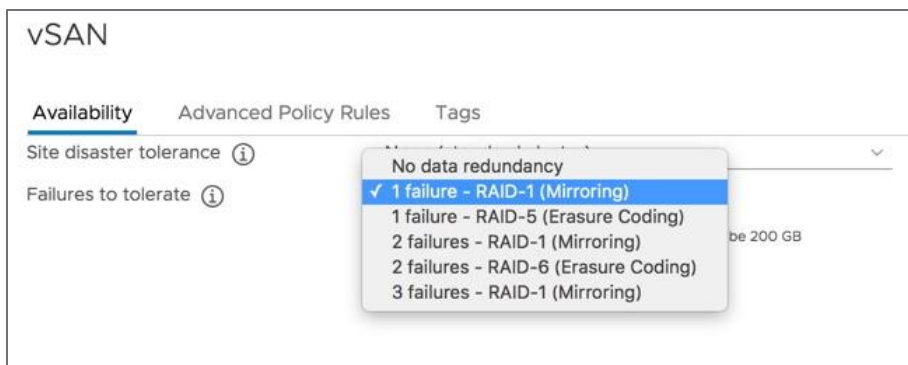 vSAN
Availability Advanced Policy Rules Tags
Site disaster tolerance
No data redundancy
Failures to tolerate
✓ 1 failure - RAID-1 (Mirroring)
1 failure - RAID-5 (Erasure Coding)
2 failures - RAID-1 (Mirroring)
be 200 GB
2 failures - RAID-6 (Erasure Coding)
3 failures - RAID-1 (Mirroring)